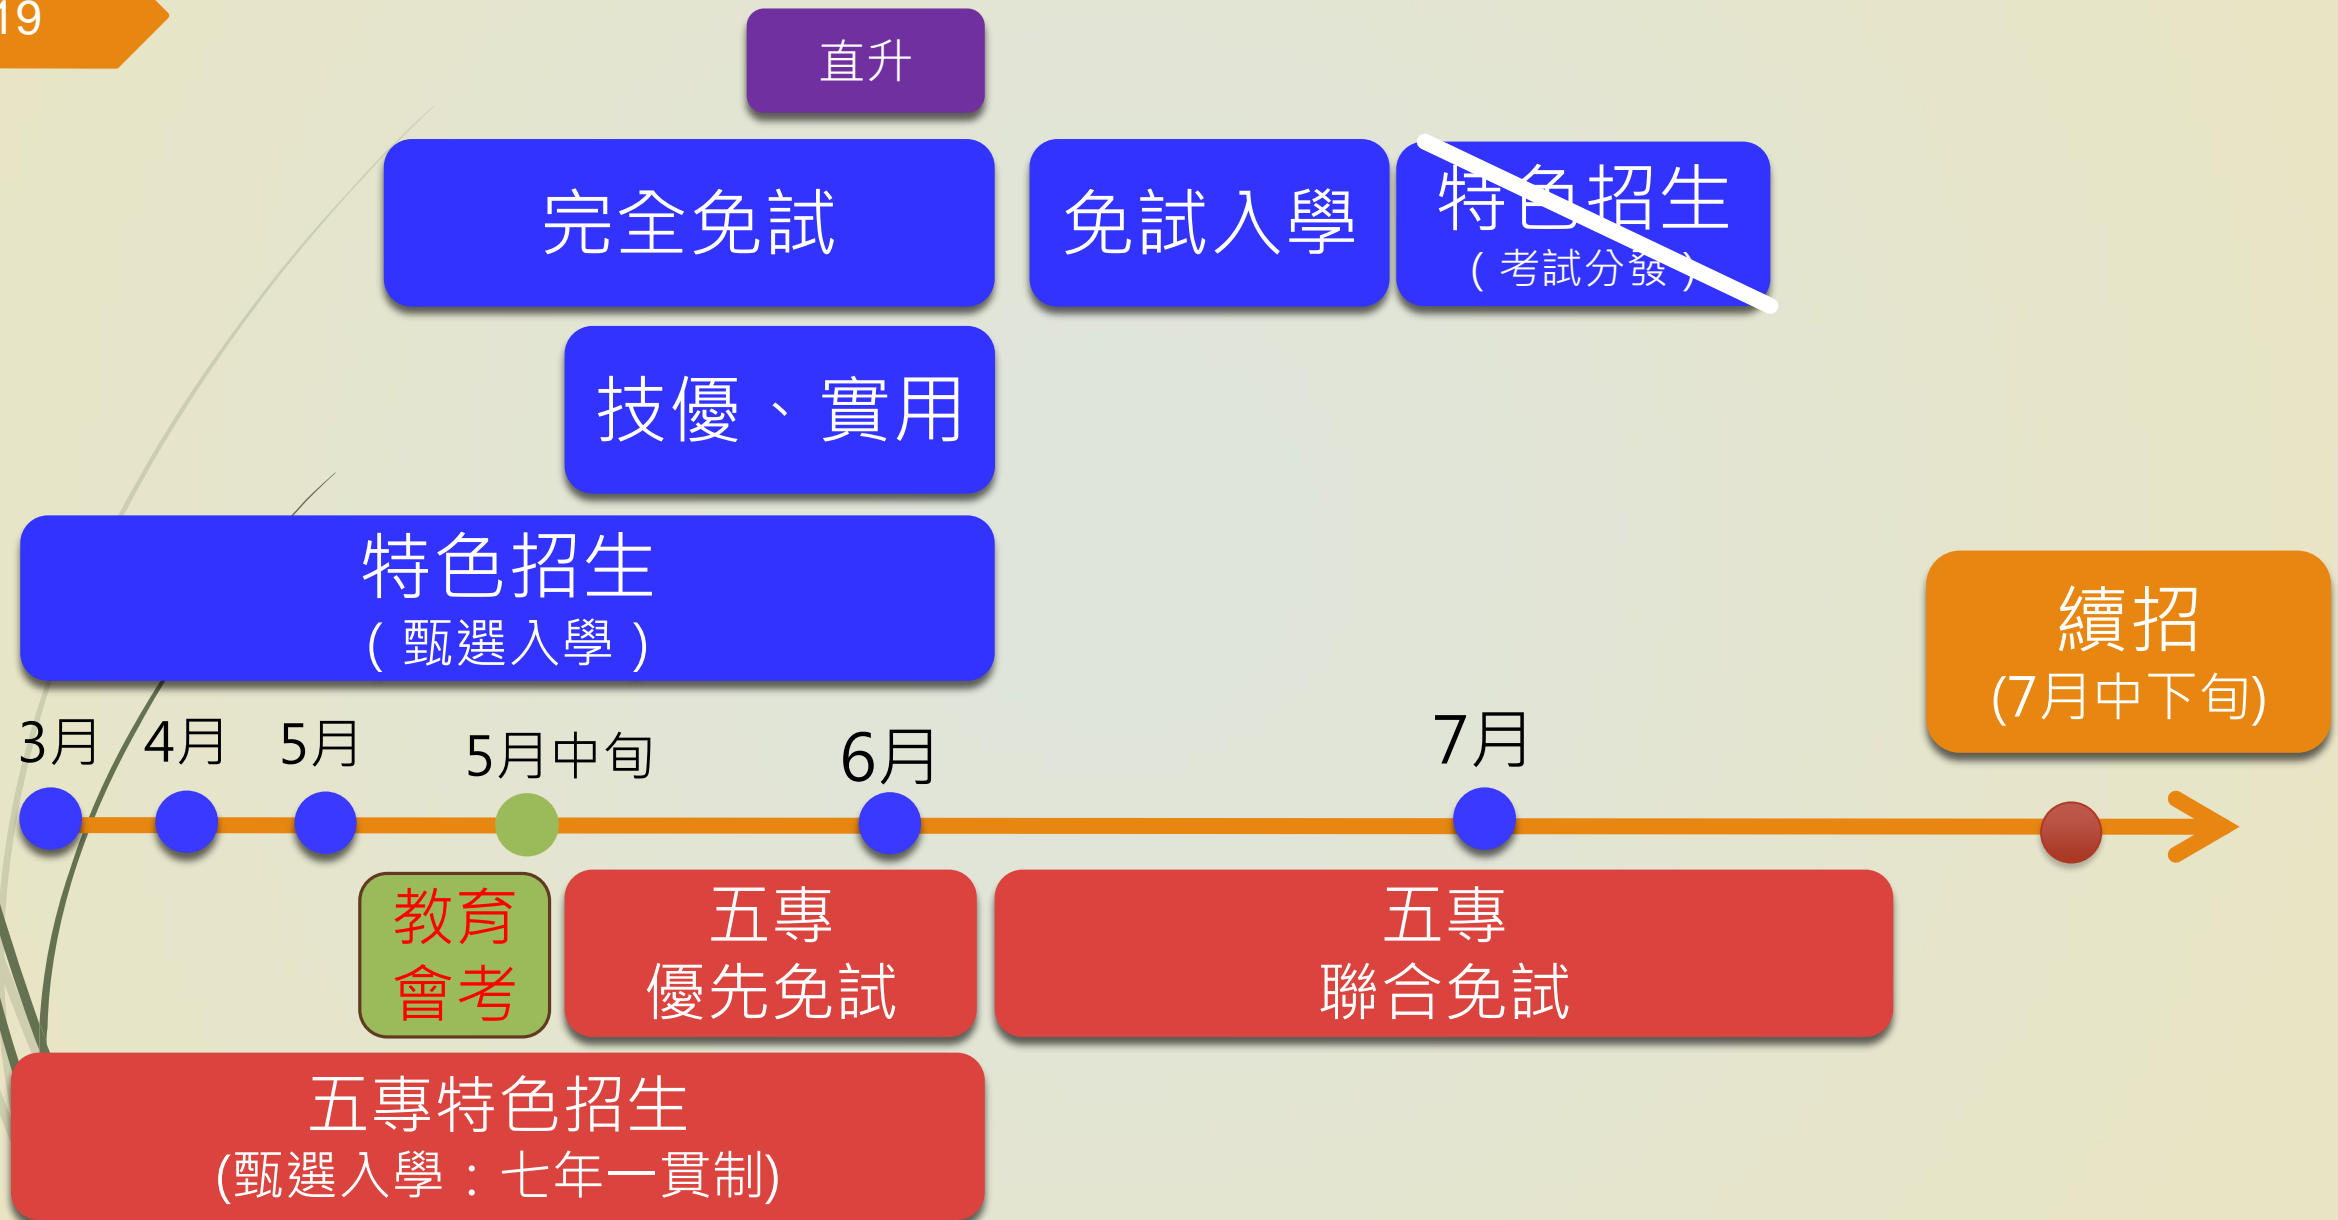 19
直升
完全免試
免試入學
特色招生
( 考試分發 )
技優、實用
特色招生
( 甄選入學 )
續招
(7月中下旬)
3月
4月
5月
5月中旬
6月
7月
教育
會考
五專
優先免試
五專
聯合免試
五專特色招生
(甄選入學：七年一貫制)